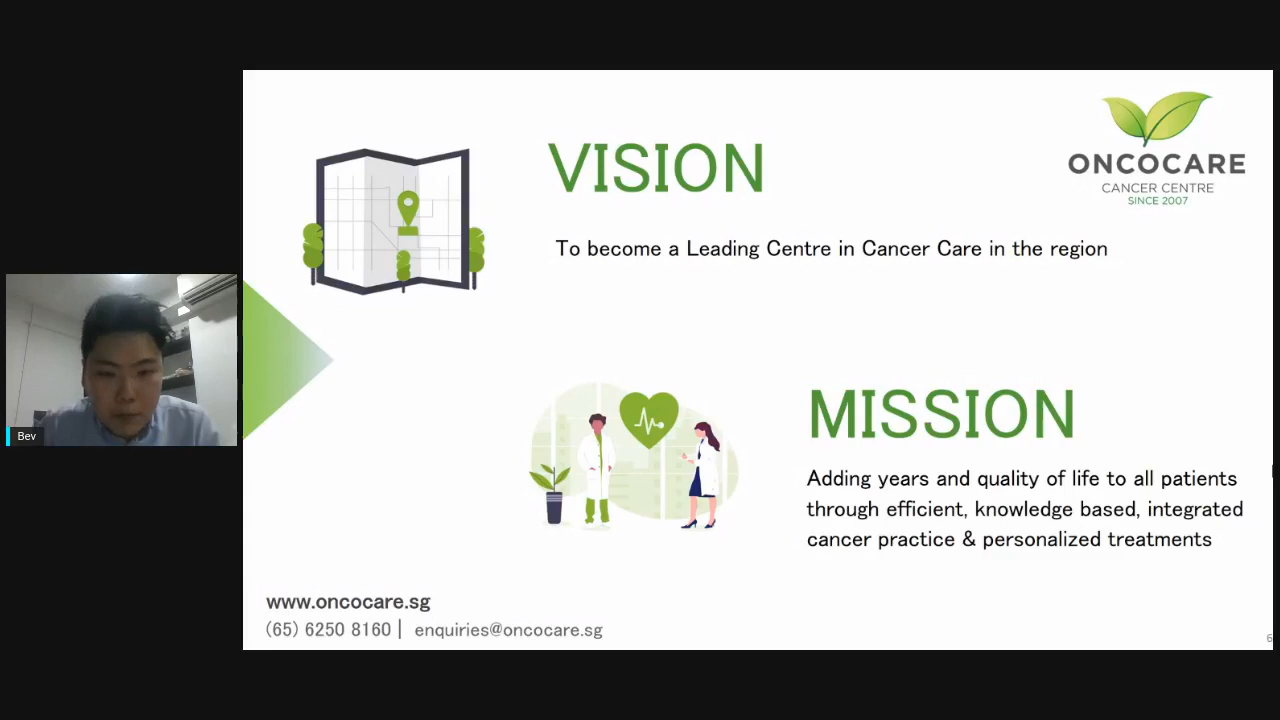 VISION
ONCOCARE
CANCER CENTRE
SINCE 2007
To become a Leading Centre in Cancer Care in the region
Bev
MISSION
Adding years and quality of life to all patients
through efficient, knowledge based, integrated
cancer practice & personalized treatments
www.oncocare.sg
(65) 6250 8160 | enquiries@oncocare.sg
6